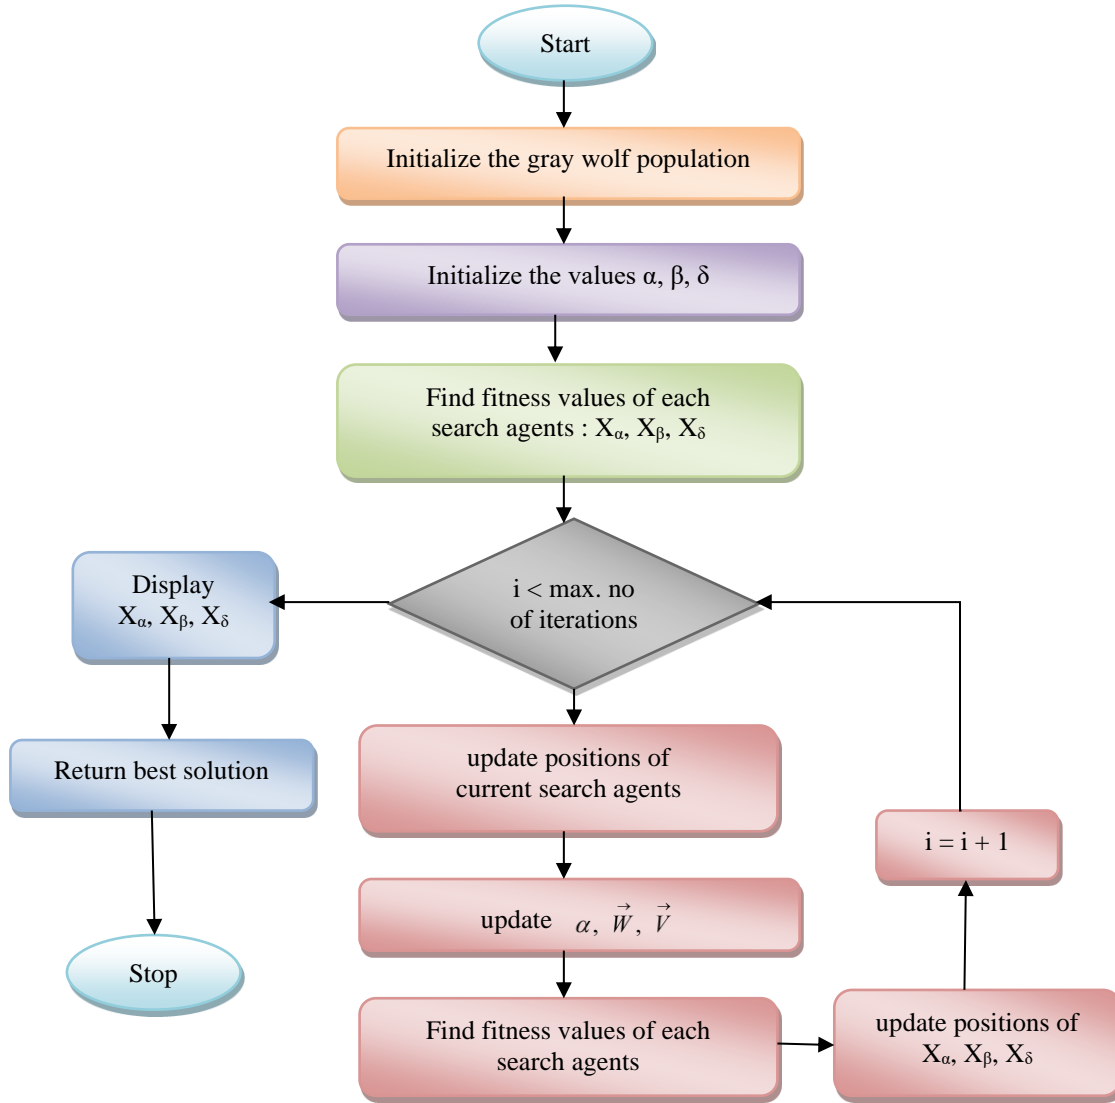 Start
Initialize the gray wolf population
Initialize the values α, β, δ
Find fitness values of each
search agents : Xα, Xβ, Xδ
i < max. no
of iterations
Display
Xα, Xβ, Xδ
Return best solution
Stop
update positions of
current search agents
update α, W⃗, V⃗
Find fitness values of each
search agents
update positions of
Xα, Xβ, Xδ
i = i + 1